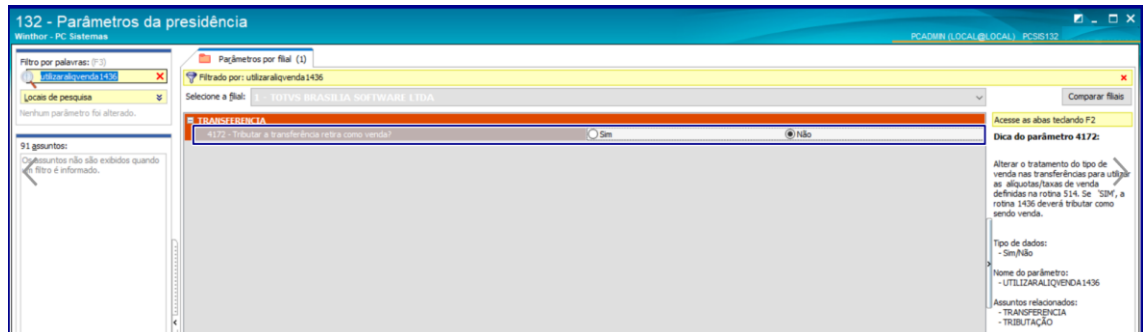 132 - Parâmetros da presidência
Winthor - PC Sistemas
PCADMIN (LOCAL@LOCAL) PCSIS132
Filtro por palavras: (F3)
utilizaraliqvenda1436
Locais de pesquisa
Nenhum parâmetro foi alterado.
91 assuntos:
Os assuntos não são exibidos quando
um filtro é informado.
Parâmetros por filial (1)
Filtrado por: utilizaraliqvenda1436
Selecione a filial: 1 - TOTVS BRASILIA SOFTWARE LTDA
Comparar filiais
TRANSFERENCIA
4172 - Tributar a transferência retira como venda? Sim Não
Acesse as abas teclando F2
Dica do parâmetro 4172:
Alterar o tratamento do tipo de
venda nas transferências para utilizar
as alíquotas/taxas de venda
definidas na rotina 514. Se 'SIM', a
rotina 1436 deverá tributar como
sendo venda.
Tipo de dados:
- Sim/Não
Nome do parâmetro:
- UTILIZARALIQVENDA1436
Assuntos relacionados:
- TRANSFERENCIA
- TRIBUTAÇÃO